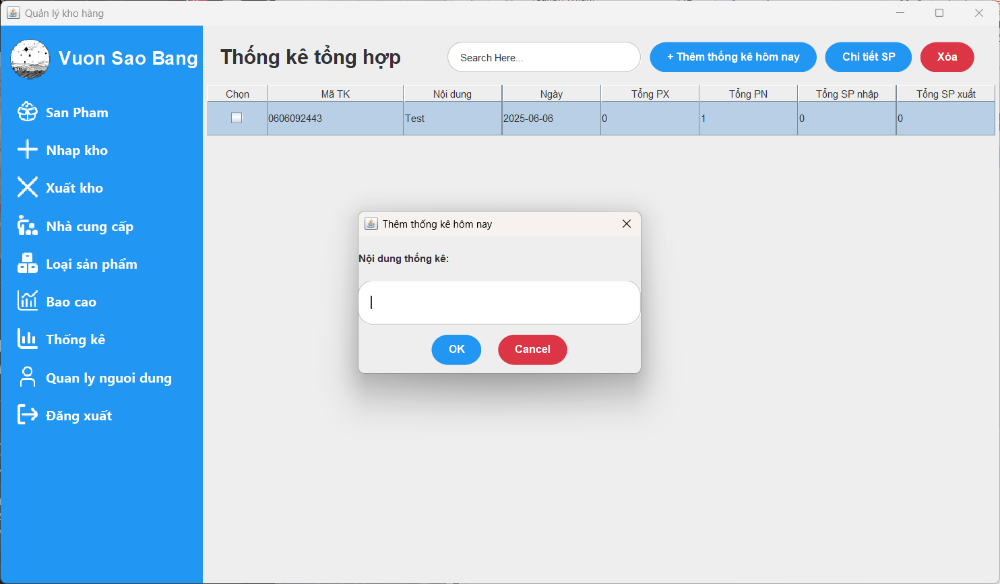 Quản lý kho hàng
Vuon Sao Bang
San Pham
Nhap kho
Xuất kho
Nhà cung cấp
Loại sản phẩm
Bao cao
Thống kê
Quan ly nguoi dung
Đăng xuất
Thống kê tổng hợp
Search Here...
+ Thêm thống kê hôm nay
Chi tiết SP
Xóa
Chọn Mã TK Nội dung Ngày Tổng PX Tổng PN Tổng SP nhập Tổng SP xuất
0606092443 Test 2025-06-06 0 1 0 0
Thêm thống kê hôm nay
Nội dung thống kê:
OK Cancel